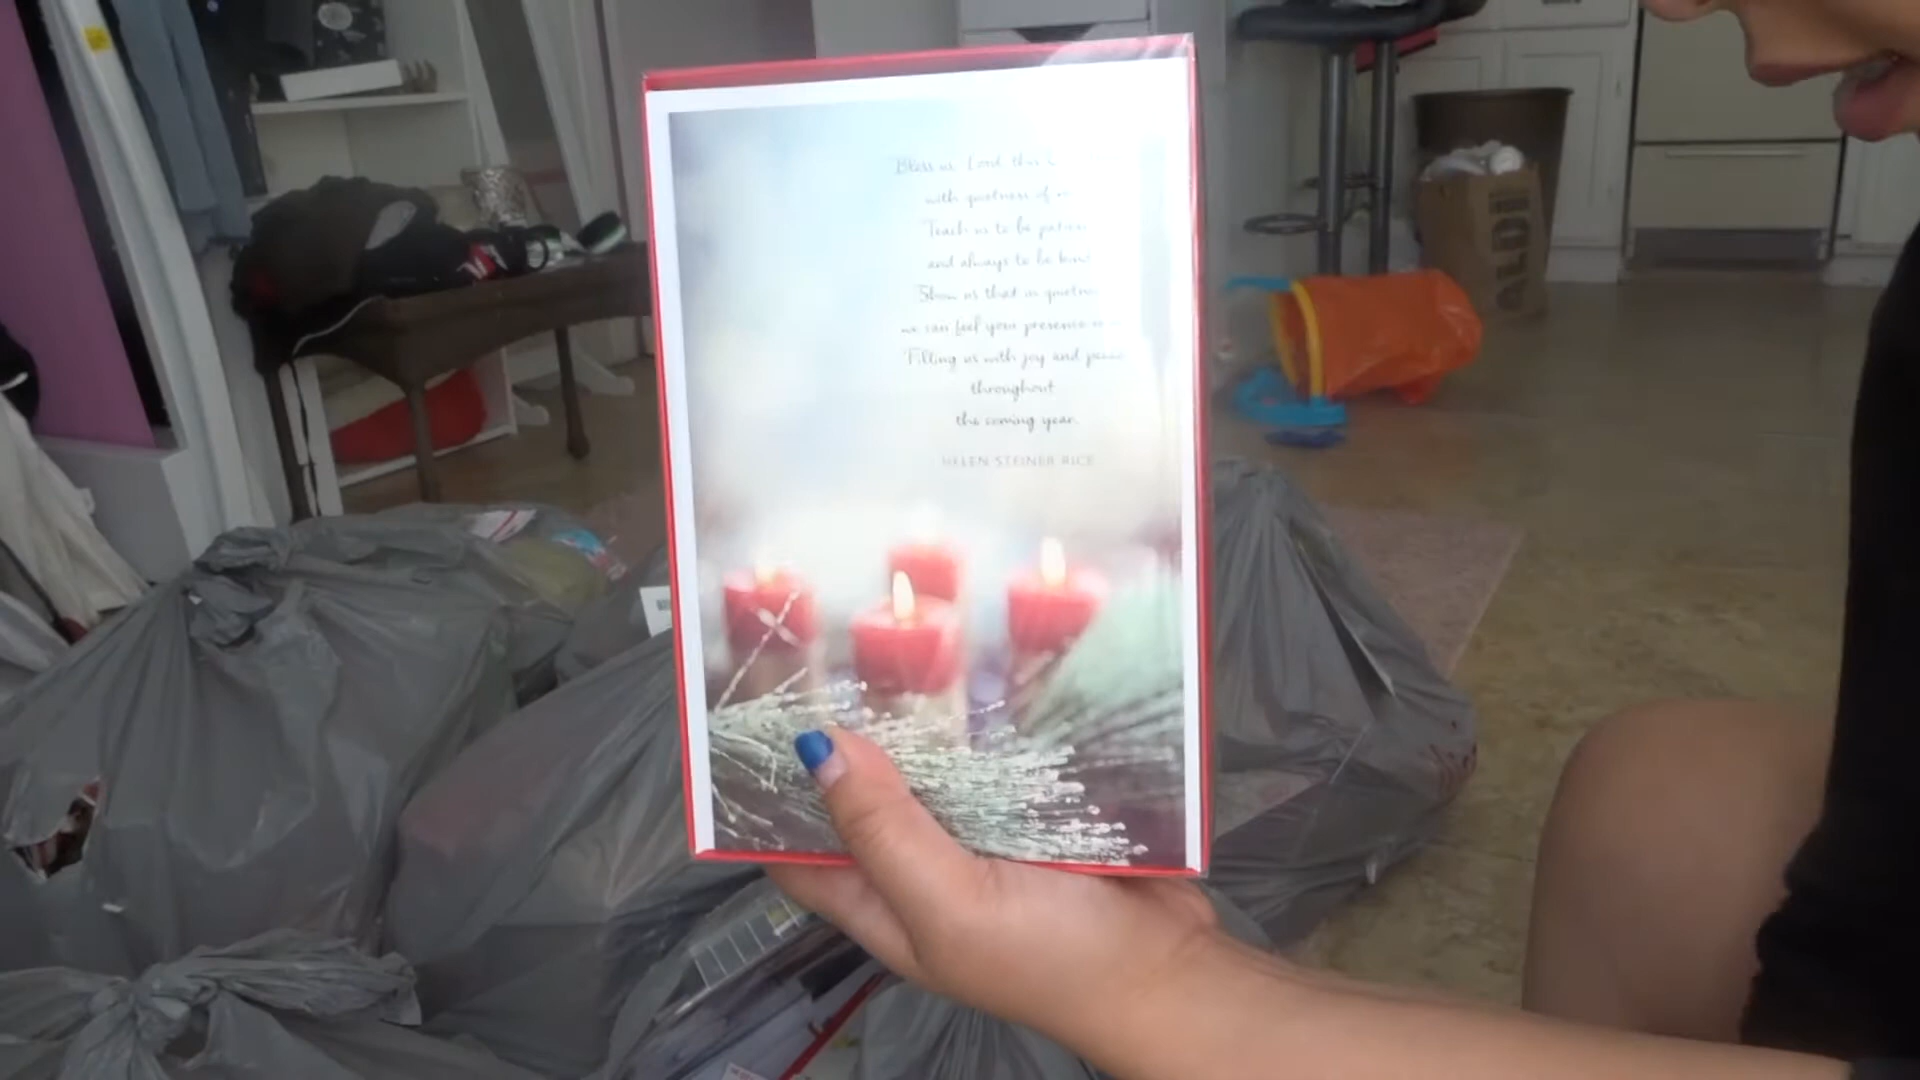 Bless us, Lord, this
with quietness of
Teach us to be
and always to be
Show us that in
we can feel your presence
Filling us with joy and peace
throughout
the coming year.
HELEN STEINER RICE
ALDI